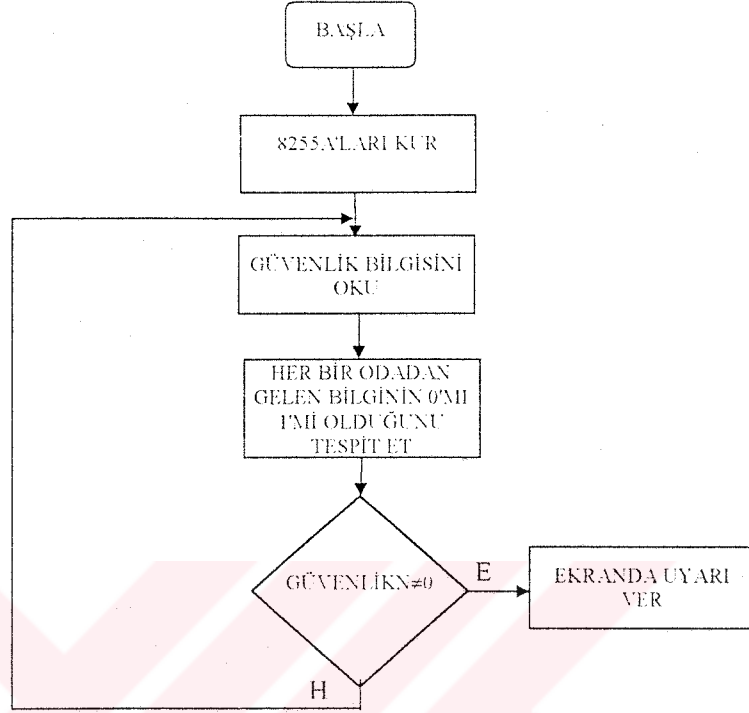 BAŞLA
8255A'LARI KUR
GÜVENLİK BİLGİSİNİ
OKU
HER BİR ODADAN
GELEN BİLGİNİN 0'MI
1'Mİ OLDUĞUNU
TESPİT ET
GÜVENLİKN≠0
E
EKRANDA UYARI
VER
H